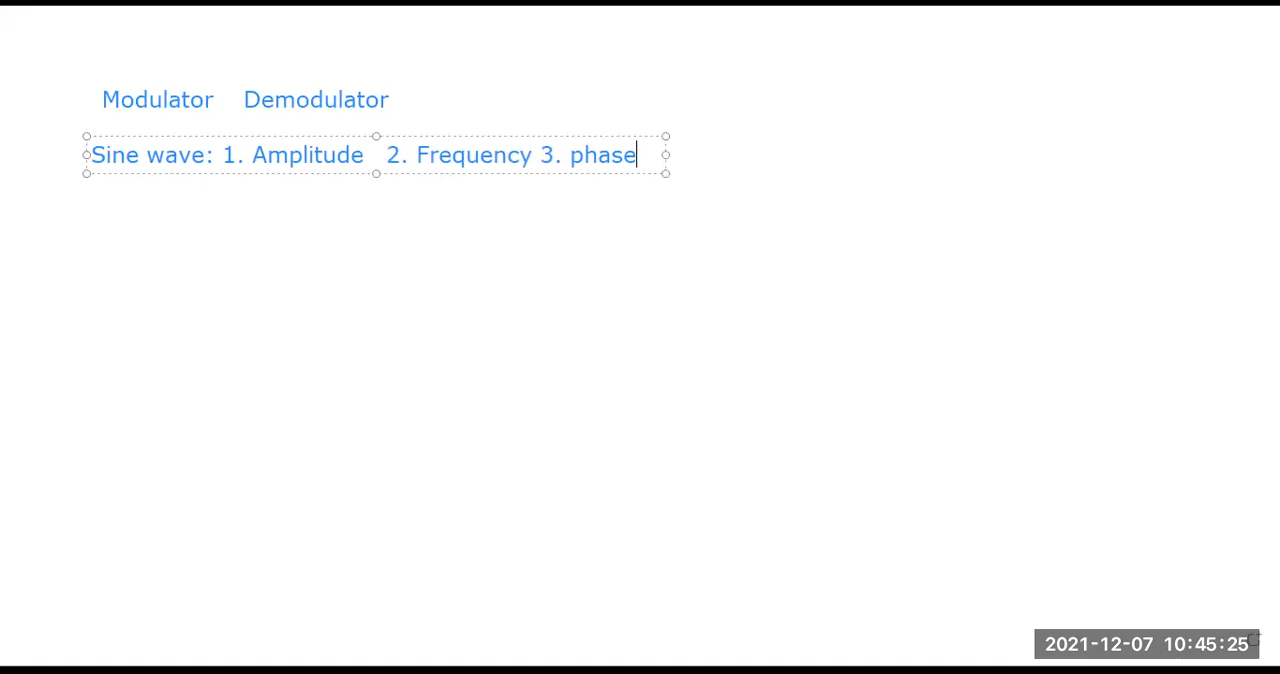 Modulator Demodulator
Sine wave: 1. Amplitude 2. Frequency 3. phase
2021-12-07 10:45:25